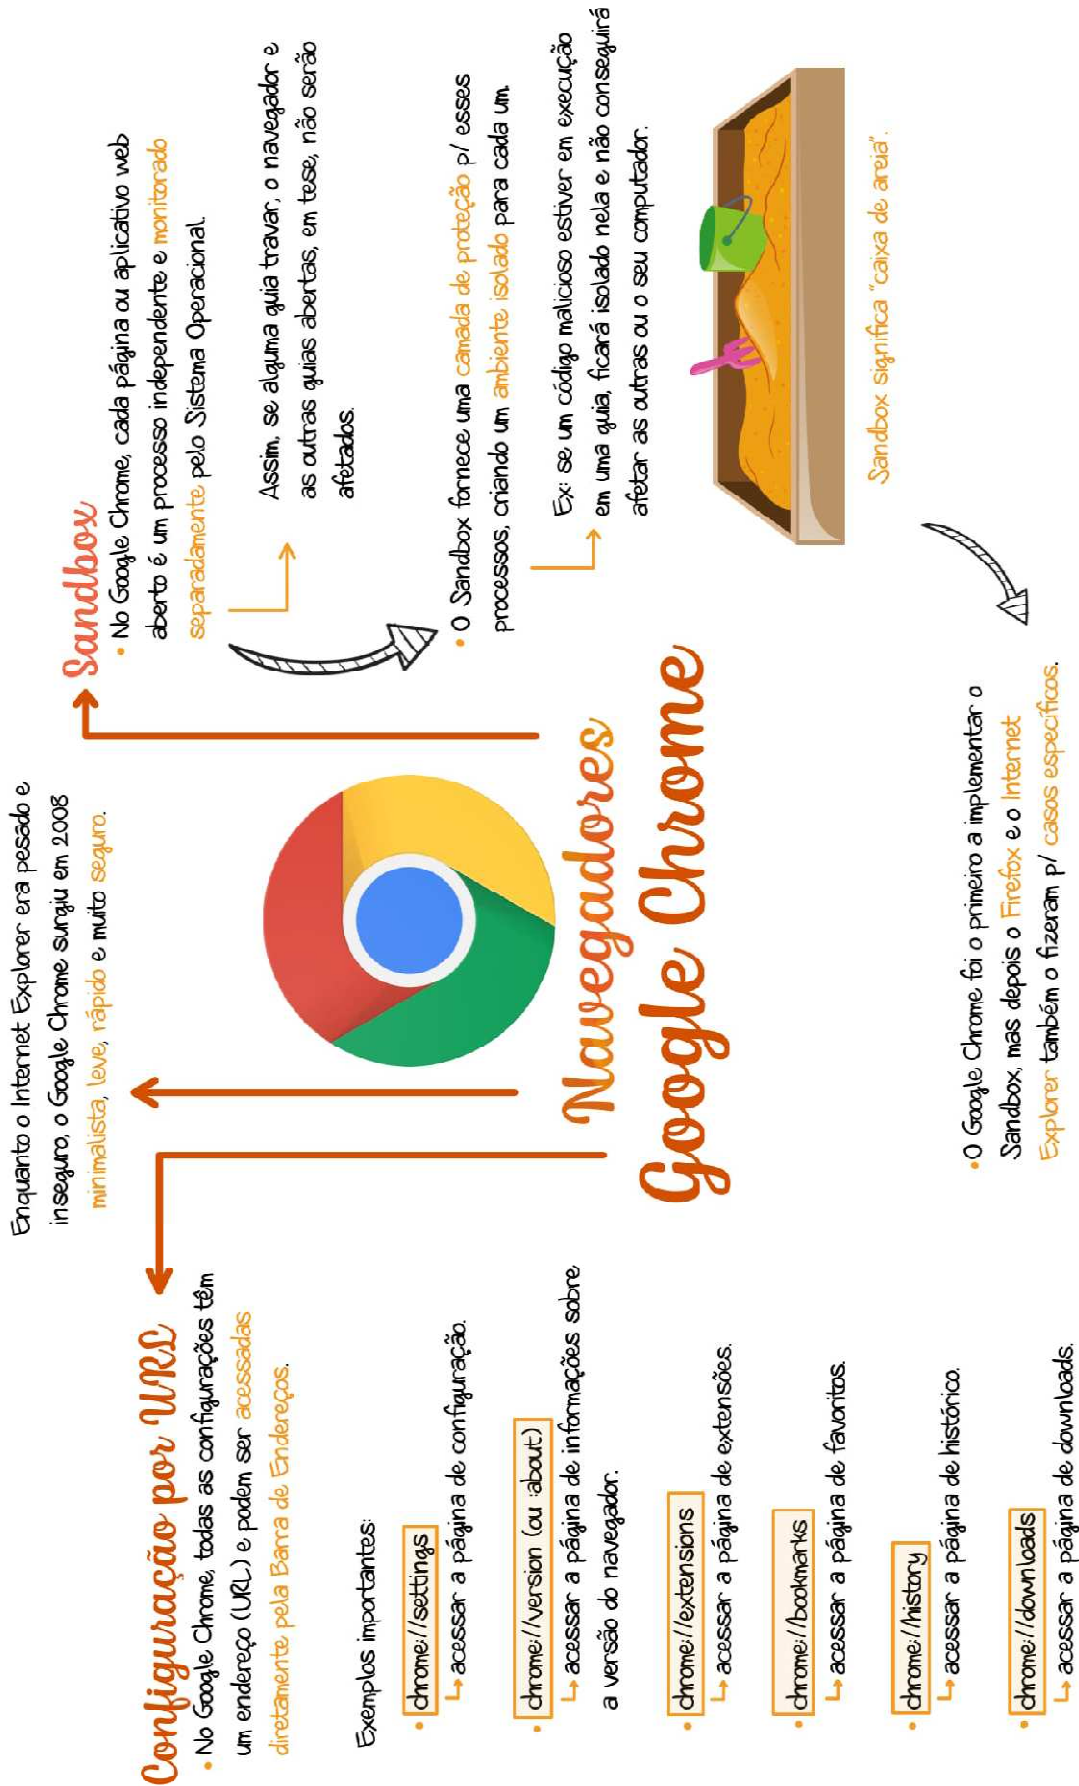 Navegadores
Google Chrome
Enquanto o Internet Explorer era pesado e
inseguro, o Google Chrome surgiu em 2008
minimalista, leve, rápido e muito seguro.
Configuração por URL
• No Google Chrome, todas as configurações têm
um endereço (URL) e podem ser acessadas
diretamente pela Barra de Endereços.
Exemplos importantes:
• chrome://settings
acessar a página de configuração.
• chrome://version (ou :about)
acessar a página de informações sobre
a versão do navegador.
• chrome://extensions
acessar a página de extensões.
• chrome://bookmarks
acessar a página de favoritos.
• chrome://history
acessar a página de histórico.
• chrome://downloads
acessar a página de downloads.
Sandbox
• No Google Chrome, cada página ou aplicativo web
aberto é um processo independente e monitorado
separadamente pelo Sistema Operacional.
Assim, se alguma guia travar, o navegador e
as outras guias abertas, em tese, não serão
afetados.
• O Sandbox fornece uma camada de proteção p/ esses
processos, criando um ambiente isolado para cada um.
Ex: se um código malicioso estiver em execução
em uma guia, ficará isolado nela e não conseguirá
afetar as outras ou o seu computador.
Sandbox significa "caixa de areia".
• O Google Chrome foi o primeiro a implementar o
Sandbox, mas depois o Firefox e o Internet
Explorer também o fizeram p/ casos específicos.